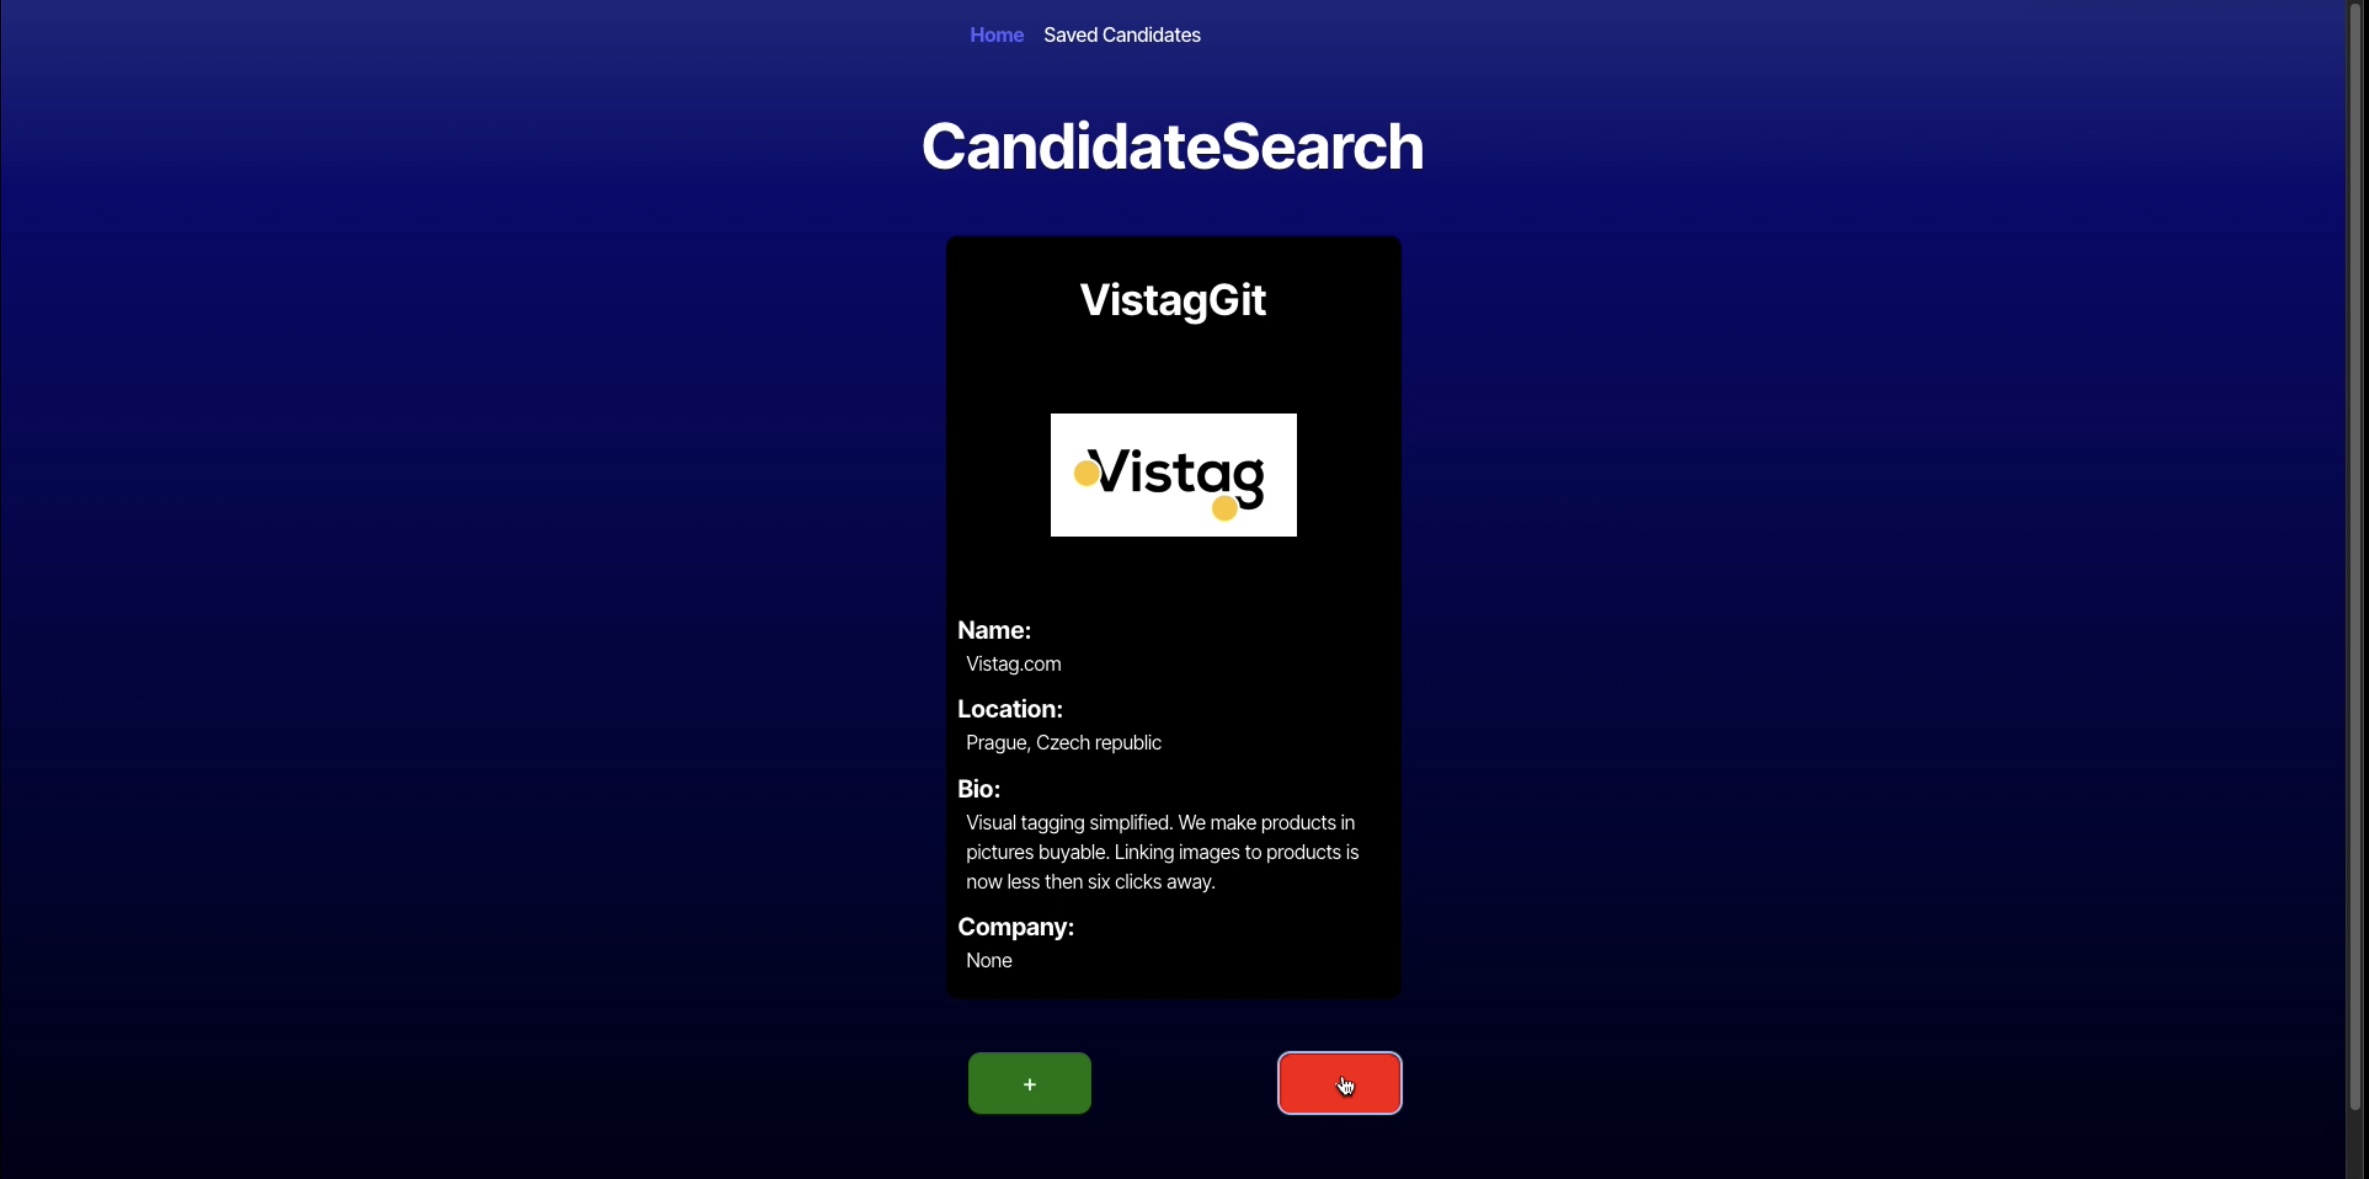 Home Saved Candidates
CandidateSearch
VistagGit
Vistag
Name:
Vistag.com
Location:
Prague, Czech republic
Bio:
Visual tagging simplified. We make products in
pictures buyable. Linking images to products is
now less then six clicks away.
Company:
None
+